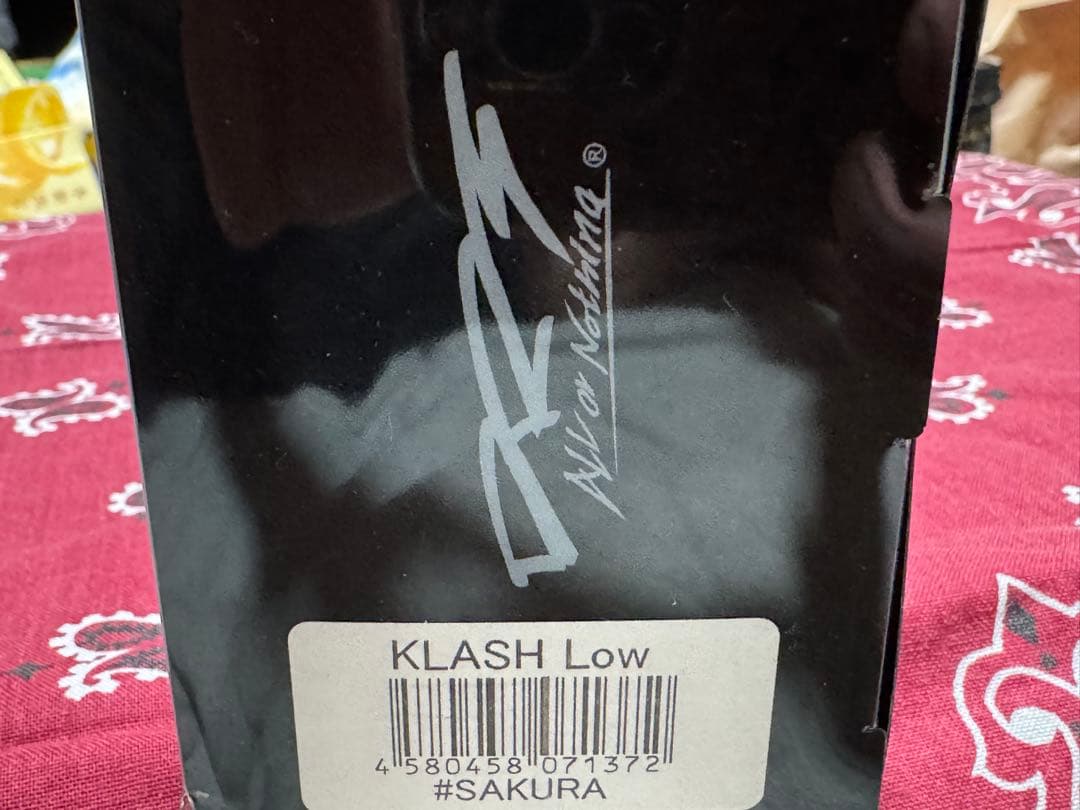 All or Nothing®
KLASH Low
4 580458 071372
#SAKURA